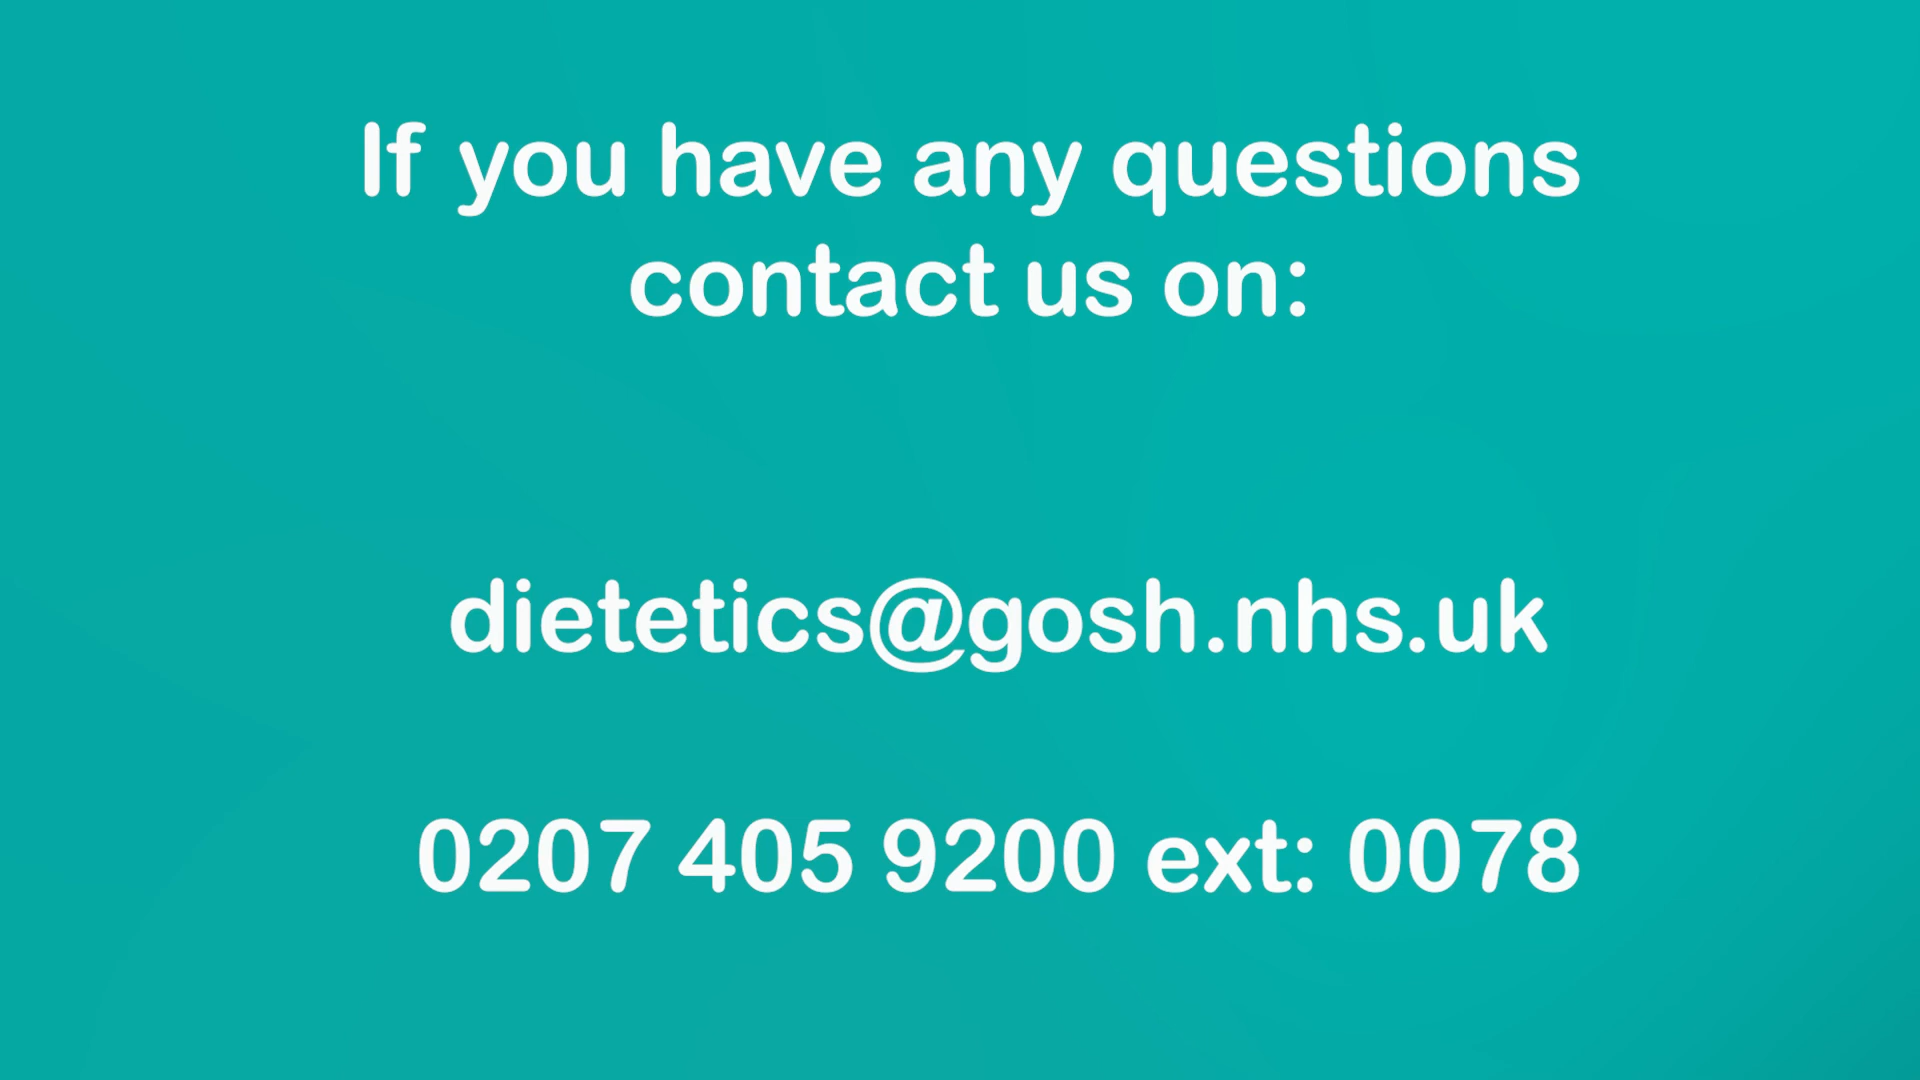 If you have any questions
contact us on:
dietetics@gosh.nhs.uk
0207 405 9200 ext: 0078